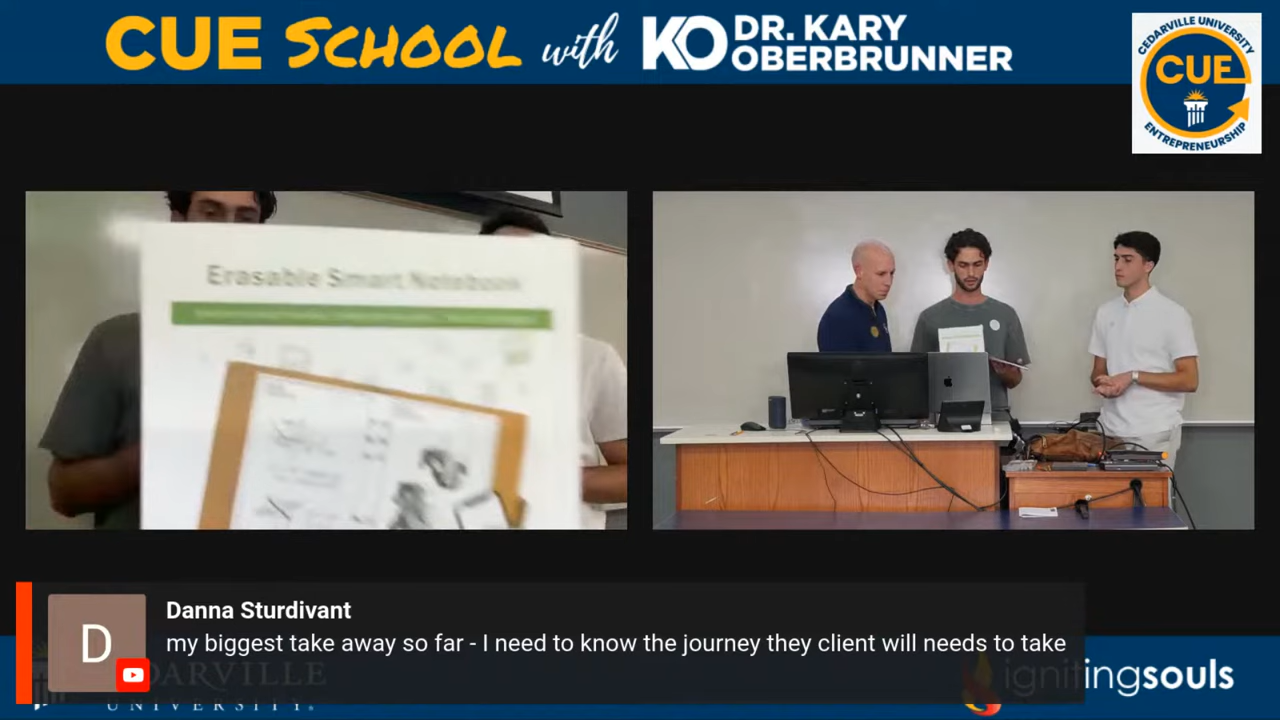 CUE SCHOOL with KO DR. KARY
OBERBRUNNER
CEDARVILLE UNIVERSITY
CUE
ENTREPRENEURSHIP
Erasable Smart Notebook
D
Danna Sturdivant
my biggest take away so far - I need to know the journey they client will needs to take
DARVILLE
UNIVERSITY.
ignitingsouls